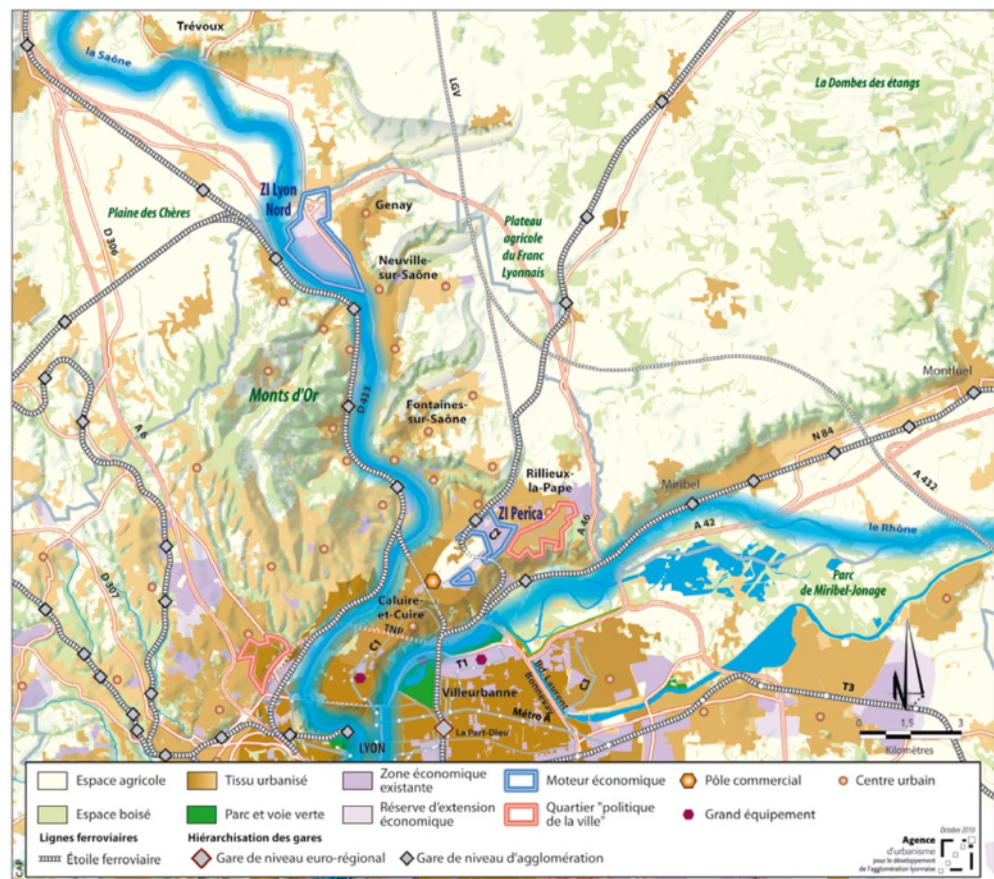 Trévoux
la Saône
LGV
La Dombes des étangs
ZI Lyon
Nord
Plaine des Chères
Genay
D 306
Plateau
agricole
du Franc
Lyonnais
Neuville-
sur-Saône
Monts d'Or
D 433
Fontaines-
sur-Saône
A 6
Montluel
N 84
A 432
Rillieux-
la-Pape
Miribel
ZI Perica
C2
A 46
A 42
le Rhône
D 307
Parc
de Miribel-Jonage
Caluire-
et-Cuire
TNP
C1
T1
Bd Laurent
Bonnevay
C3
Villeurbanne
T3
Métro A
La Part-Dieu
LYON
N
0 1,5 3
Kilomètres
Espace agricole
Tissu urbanisé
Zone économique
existante
Moteur économique
Pôle commercial
Centre urbain
Espace boisé
Parc et voie verte
Réserve d'extension
économique
Quartier "politique
de la ville"
Grand équipement
Lignes ferroviaires
Hiérarchisation des gares
Étoile ferroviaire
Gare de niveau euro-régional
Gare de niveau d'agglomération
October 2010
Agence
d'urbanisme
pour le développement
de l'agglomération lyonnaise
CAP